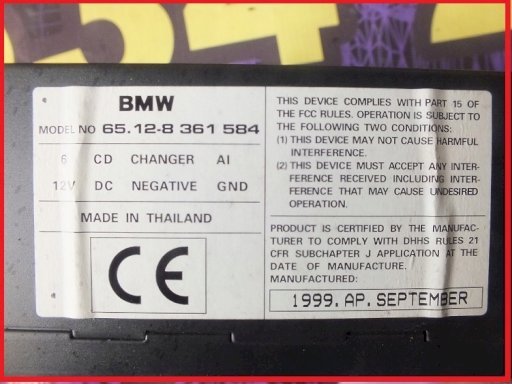 BMW
MODEL NO 65.12-8 361 584
6 CD CHANGER AI
12V DC NEGATIVE GND
MADE IN THAILAND
CE
THIS DEVICE COMPLIES WITH PART 15 OF
THE FCC RULES. OPERATION IS SUBJECT TO
THE FOLLOWING TWO CONDITIONS:
(1) THIS DEVICE MAY NOT CAUSE HARMFUL
INTERFERENCE.
(2) THIS DEVICE MUST ACCEPT ANY INTER-
FERENCE RECEIVED INCLUDING INTER-
FERENCE THAT MAY CAUSE UNDESIRED
OPERATION.
PRODUCT IS CERTIFIED BY THE MANUFAC-
TURER TO COMPLY WITH DHHS RULES 21
CFR SUBCHAPTER J APPLICATION AT THE
DATE OF MANUFACTURE.
MANUFACTURED:
1999. AP. SEPTEMBER